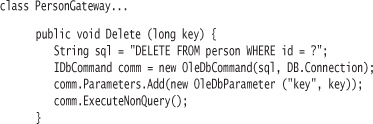 class PersonGateway...
public void Delete (long key) {
String sql = "DELETE FROM person WHERE id = ?";
IDbCommand comm = new OleDbCommand(sql, DB.Connection);
comm.Parameters.Add(new OleDbParameter ("key", key));
comm.ExecuteNonQuery();
}